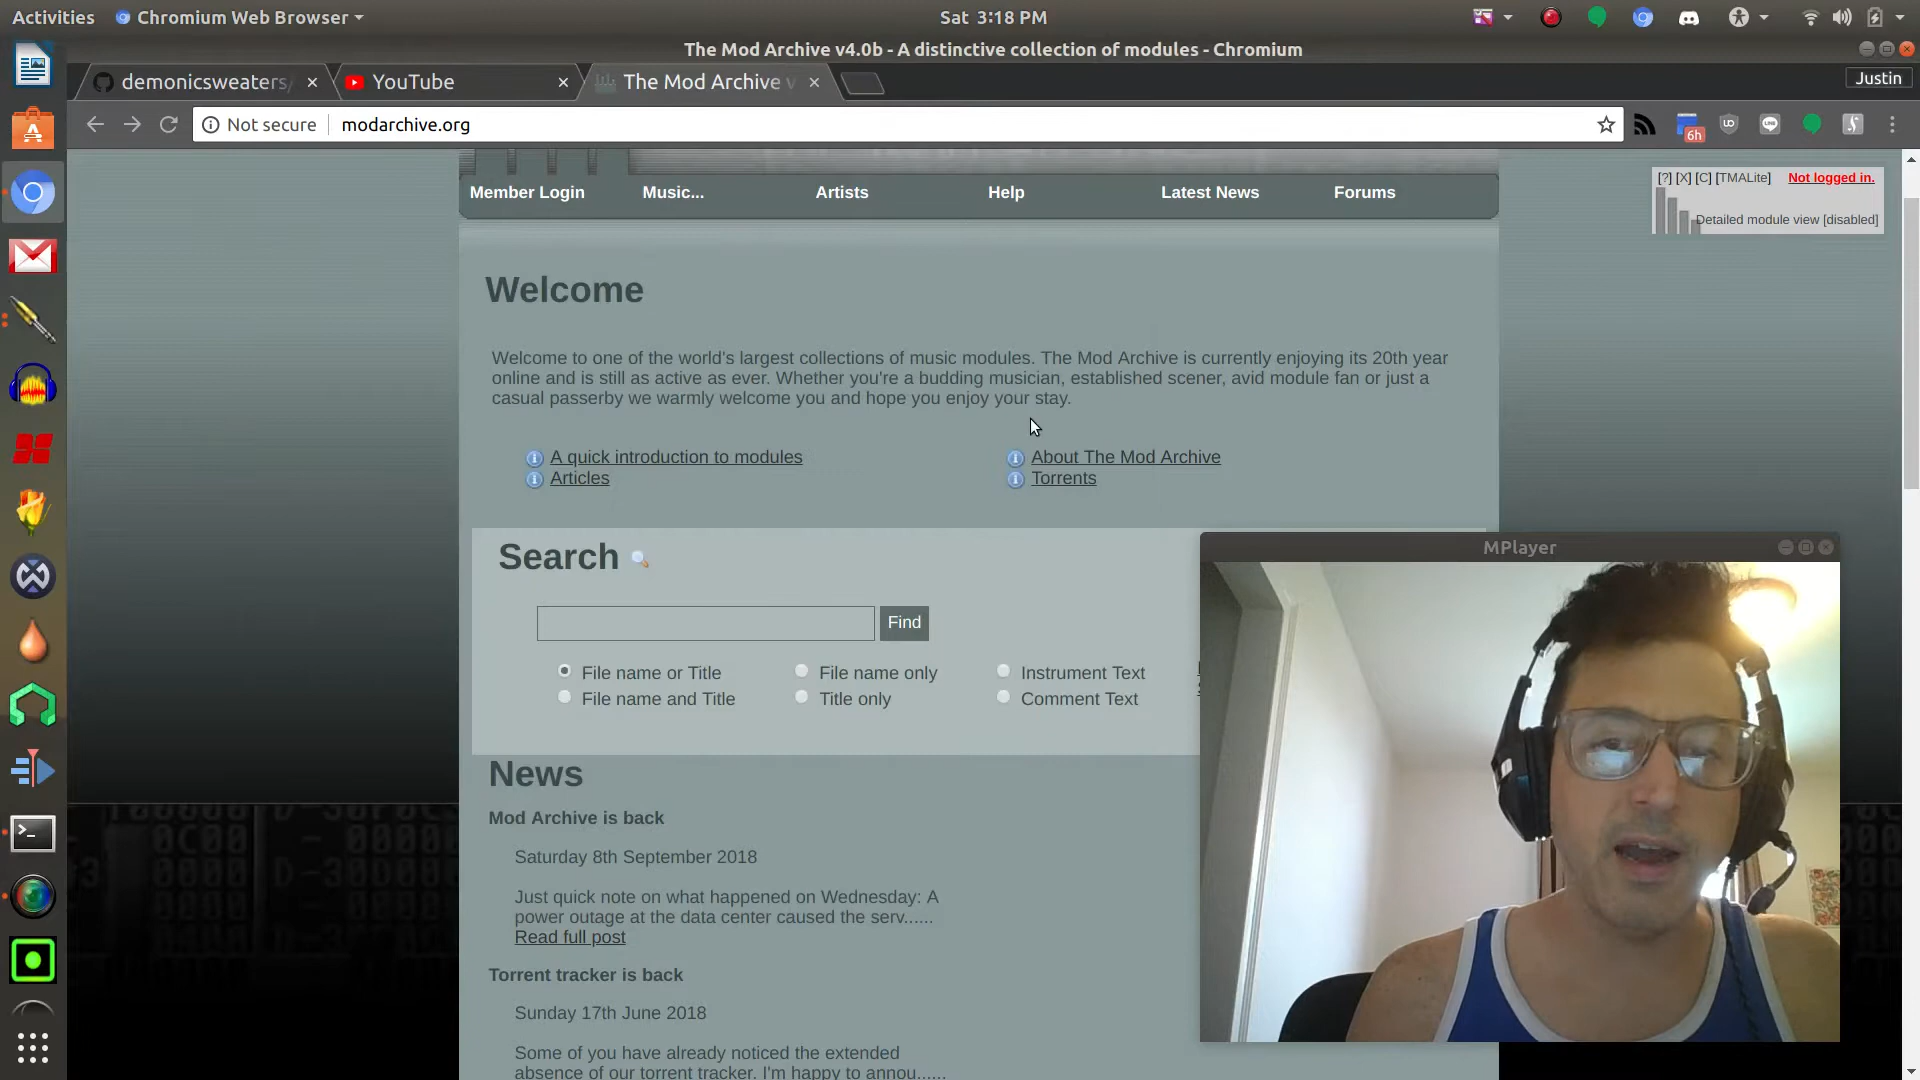 Activities
Chromium Web Browser
Sat 3:18 PM
The Mod Archive v4.0b - A distinctive collection of modules - Chromium
demonicsweaters/
YouTube
The Mod Archive v
Justin
Not secure
modarchive.org
6h
Member Login
Music...
Artists
Help
Latest News
Forums
[?] [X] [C] [TMALite]
Not logged in.
Detailed module view [disabled]
Welcome
Welcome to one of the world's largest collections of music modules. The Mod Archive is currently enjoying its 20th year
online and is still as active as ever. Whether you're a budding musician, established scener, avid module fan or just a
casual passerby we warmly welcome you and hope you enjoy your stay.
A quick introduction to modules
About The Mod Archive
Articles
Torrents
Search
MPlayer
Find
File name or Title
File name only
Instrument Text
File name and Title
Title only
Comment Text
News
Mod Archive is back
Saturday 8th September 2018
Just quick note on what happened on Wednesday: A
power outage at the data center caused the serv......
Read full post
Torrent tracker is back
Sunday 17th June 2018
Some of you have already noticed the extended
absence of our torrent tracker. I'm happy to annou......